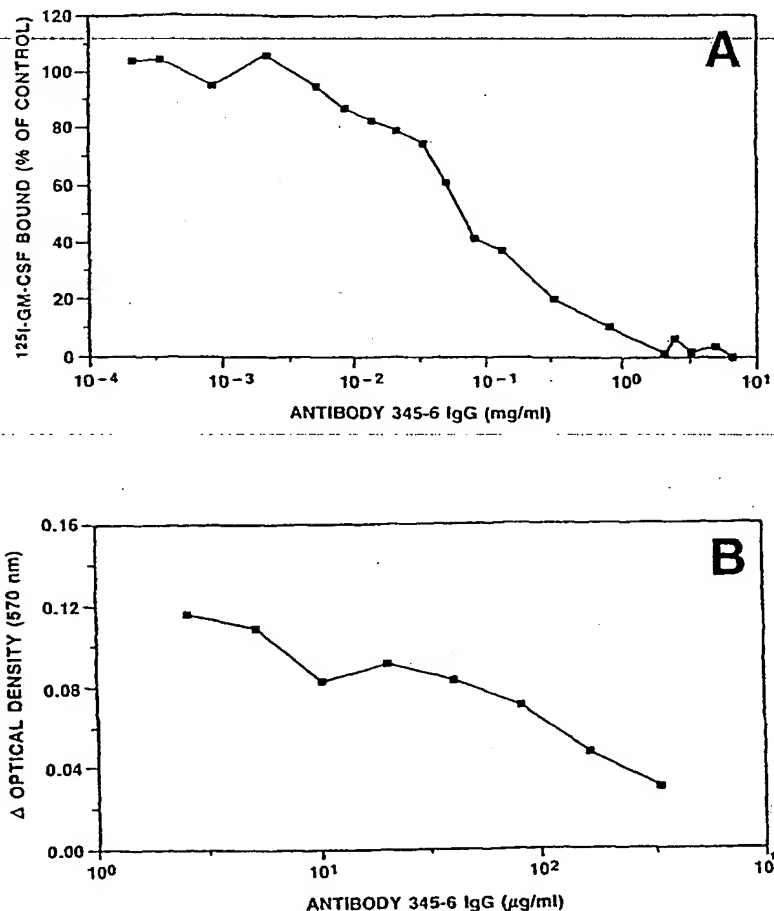 A
120
100
80
60
40
20
0
¹²⁵I-GM-CSF BOUND (% OF CONTROL)
10⁻⁴ 10⁻³ 10⁻² 10⁻¹ 10⁰ 10¹
ANTIBODY 345-6 IgG (mg/ml)
B
0.16
0.12
0.08
0.04
0.00
Δ OPTICAL DENSITY (570 nm)
10⁰ 10¹ 10²
ANTIBODY 345-6 IgG (μg/ml)